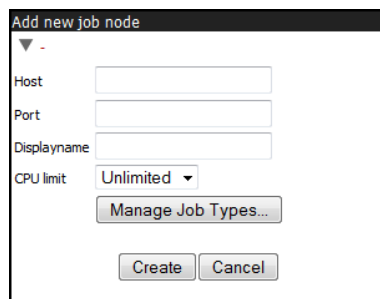 Add new job node
-
Host
Port
Displayname
CPU limit Unlimited
Manage Job Types...
Create Cancel